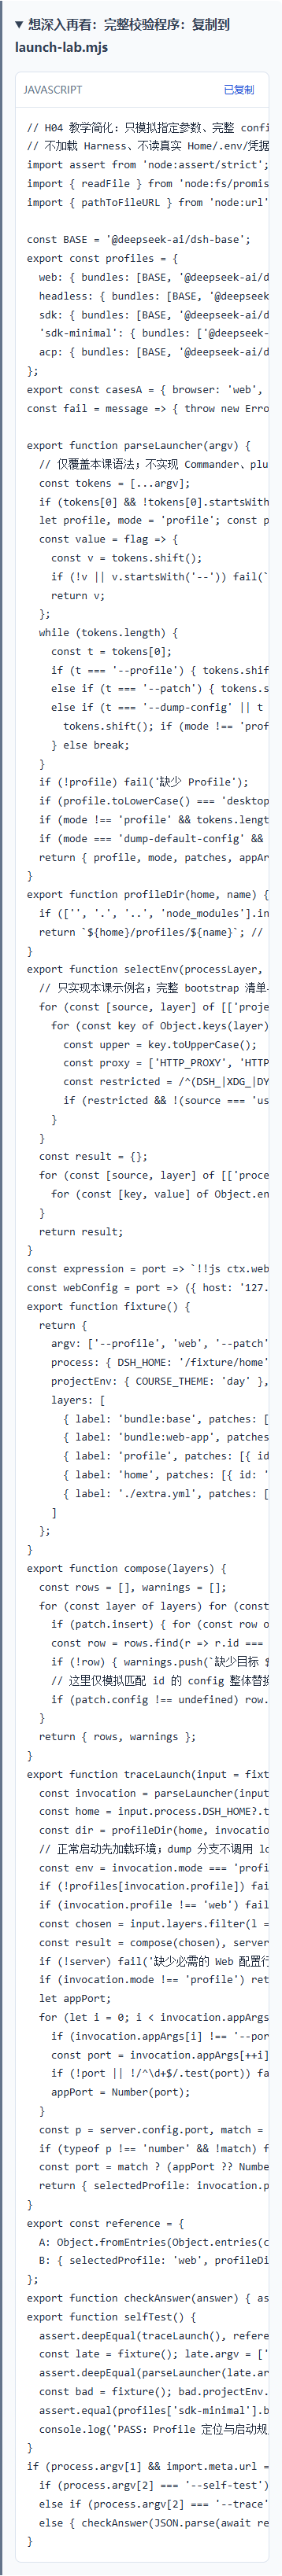 ▼ 想深入再看：完整校验程序：复制到
launch-lab.mjs
JAVASCRIPT 已复制
// H04 教学简化：只模拟指定参数、完整 config
// 不加载 Harness、不读真实 Home/.env/凭据
import assert from 'node:assert/strict';
import { readFile } from 'node:fs/promis
import { pathToFileURL } from 'node:url'
const BASE = '@deepseek-ai/dsh-base';
export const profiles = {
web: { bundles: [BASE, '@deepseek-ai/d
headless: { bundles: [BASE, '@deepseek
sdk: { bundles: [BASE, '@deepseek-ai/d
'sdk-minimal': { bundles: ['@deepseek-
acp: { bundles: [BASE, '@deepseek-ai/d
};
export const casesA = { browser: 'web',
const fail = message => { throw new Erro
export function parseLauncher(argv) {
// 仅覆盖本课语法；不实现 Commander、plu
const tokens = [...argv];
if (tokens[0] && !tokens[0].startsWith
let profile, mode = 'profile'; const p
const value = flag => {
const v = tokens.shift();
if (!v || v.startsWith('--')) fail(`
return v;
};
while (tokens.length) {
const t = tokens[0];
if (t === '--profile') { tokens.shif
else if (t === '--patch') { tokens.s
else if (t === '--dump-config' || t
tokens.shift(); if (mode !== 'prof
} else break;
}
if (!profile) fail('缺少 Profile');
if (profile.toLowerCase() === 'desktop
if (mode !== 'profile' && tokens.lengt
if (mode === 'dump-default-config' &&
return { profile, mode, patches, appAr
}
export function profileDir(home, name) {
if (['', '.', '..', 'node_modules'].in
return `${home}/profiles/${name}`; //
}
export function selectEnv(processLayer,
// 只实现本课示例名；完整 bootstrap 清单
for (const [source, layer] of [['proje
for (const key of Object.keys(layer)
const upper = key.toUpperCase();
const proxy = ['HTTP_PROXY', 'HTTP
const restricted = /^(DSH_|XDG_|DY
if (restricted && !(source === 'us
}
}
const result = {};
for (const [source, layer] of [['proce
for (const [key, value] of Object.en
}
return result;
}
const expression = port => `!!js ctx.web
const webConfig = port => ({ host: '127.
export function fixture() {
return {
argv: ['--profile', 'web', '--patch'
process: { DSH_HOME: '/fixture/home'
projectEnv: { COURSE_THEME: 'day' },
layers: [
{ label: 'bundle:base', patches: [
{ label: 'bundle:web-app', patches
{ label: 'profile', patches: [{ id
{ label: 'home', patches: [{ id: '
{ label: './extra.yml', patches: [
]
};
}
export function compose(layers) {
const rows = [], warnings = [];
for (const layer of layers) for (const
if (patch.insert) { for (const row o
const row = rows.find(r => r.id ===
if (!row) { warnings.push(`缺少目标 $
// 这里仅模拟匹配 id 的 config 整体替换
if (patch.config !== undefined) row.
}
return { rows, warnings };
}
export function traceLaunch(input = fixt
const invocation = parseLauncher(input
const home = input.process.DSH_HOME?.t
const dir = profileDir(home, invocatio
// 正常启动先加载环境；dump 分支不调用 lo
const env = invocation.mode === 'profi
if (!profiles[invocation.profile]) fai
if (invocation.profile !== 'web') fail
const chosen = input.layers.filter(l =
const result = compose(chosen), server
if (!server) fail('缺少必需的 Web 配置行
if (invocation.mode !== 'profile') ret
let appPort;
for (let i = 0; i < invocation.appArgs
if (invocation.appArgs[i] !== '--por
const port = invocation.appArgs[++i]
if (!port || !/^\d+$/.test(port)) fa
appPort = Number(port);
}
const p = server.config.port, match =
if (typeof p !== 'number' && !match) f
const port = match ? (appPort ?? Numbe
return { selectedProfile: invocation.p
}
export const reference = {
A: Object.fromEntries(Object.entries(c
B: { selectedProfile: 'web', profileDi
};
export function checkAnswer(answer) { as
export function selfTest() {
assert.deepEqual(traceLaunch(), refere
const late = fixture(); late.argv = ['
assert.deepEqual(parseLauncher(late.ar
const bad = fixture(); bad.projectEnv.
assert.equal(profiles['sdk-minimal'].b
console.log('PASS：Profile 定位与启动规
}
if (process.argv[1] && import.meta.url =
if (process.argv[2] === '--self-test')
else if (process.argv[2] === '--trace'
else { checkAnswer(JSON.parse(await re
}